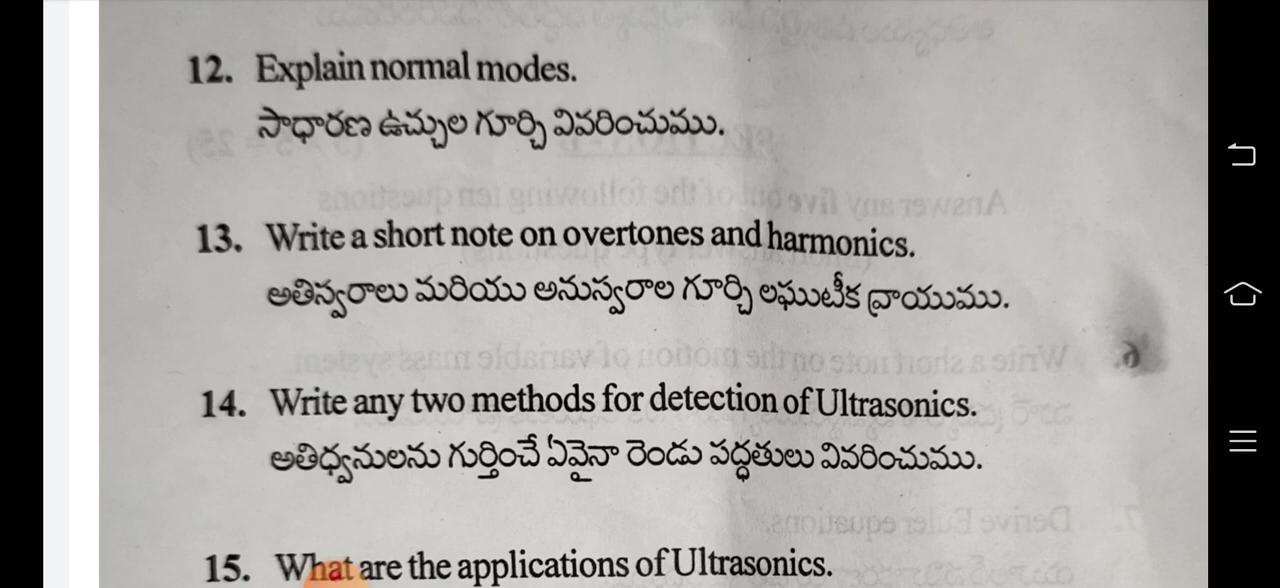 12. Explain normal modes.
సాధారణ ఉచ్చుల గూర్చి వివరించుము.
13. Write a short note on overtones and harmonics.
అతిస్వరాలు మరియు అనుస్వరాల గూర్చి లఘుటీక వ్రాయుము.
14. Write any two methods for detection of Ultrasonics.
అతిధ్వనులను గుర్తించే ఏవైనా రెండు పద్ధతులు వివరించుము.
15. What are the applications of Ultrasonics.